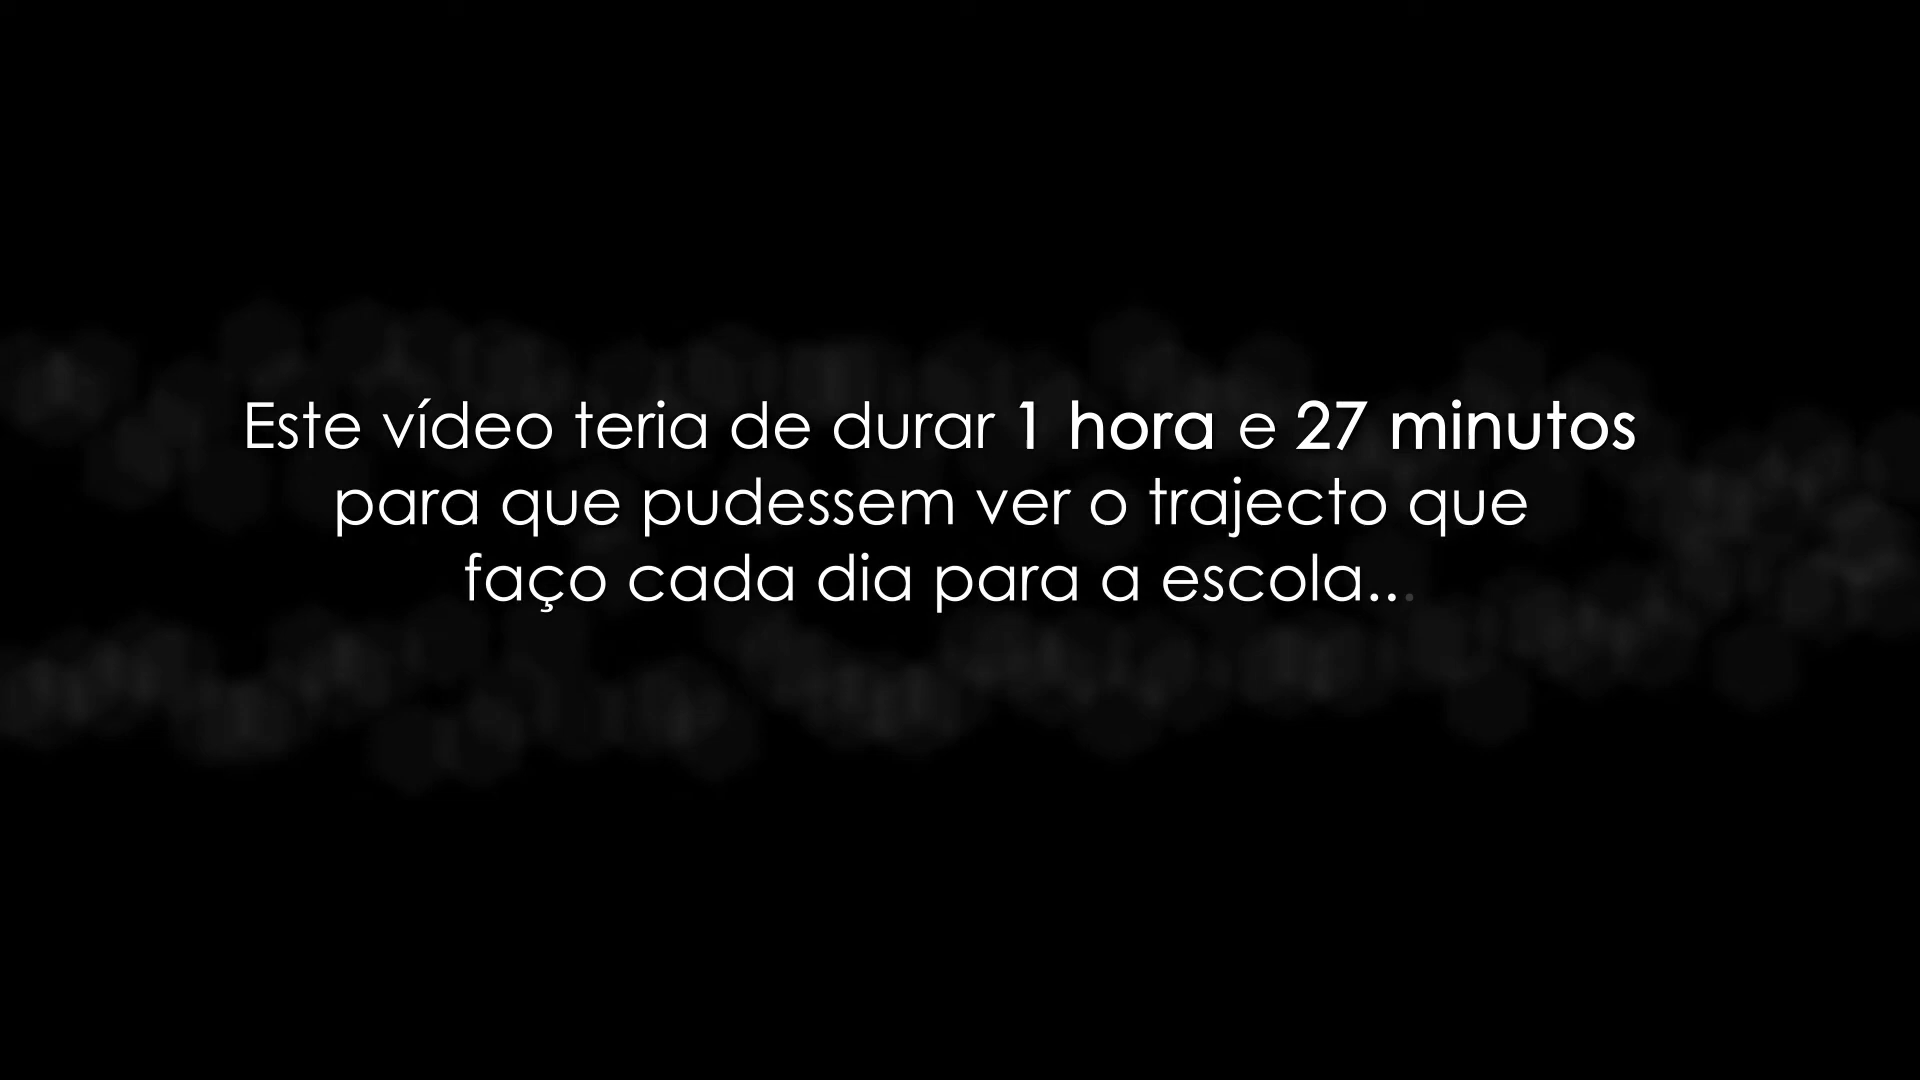 Este vídeo teria de durar 1 hora e 27 minutos
para que pudessem ver o trajecto que
faço cada dia para a escola...